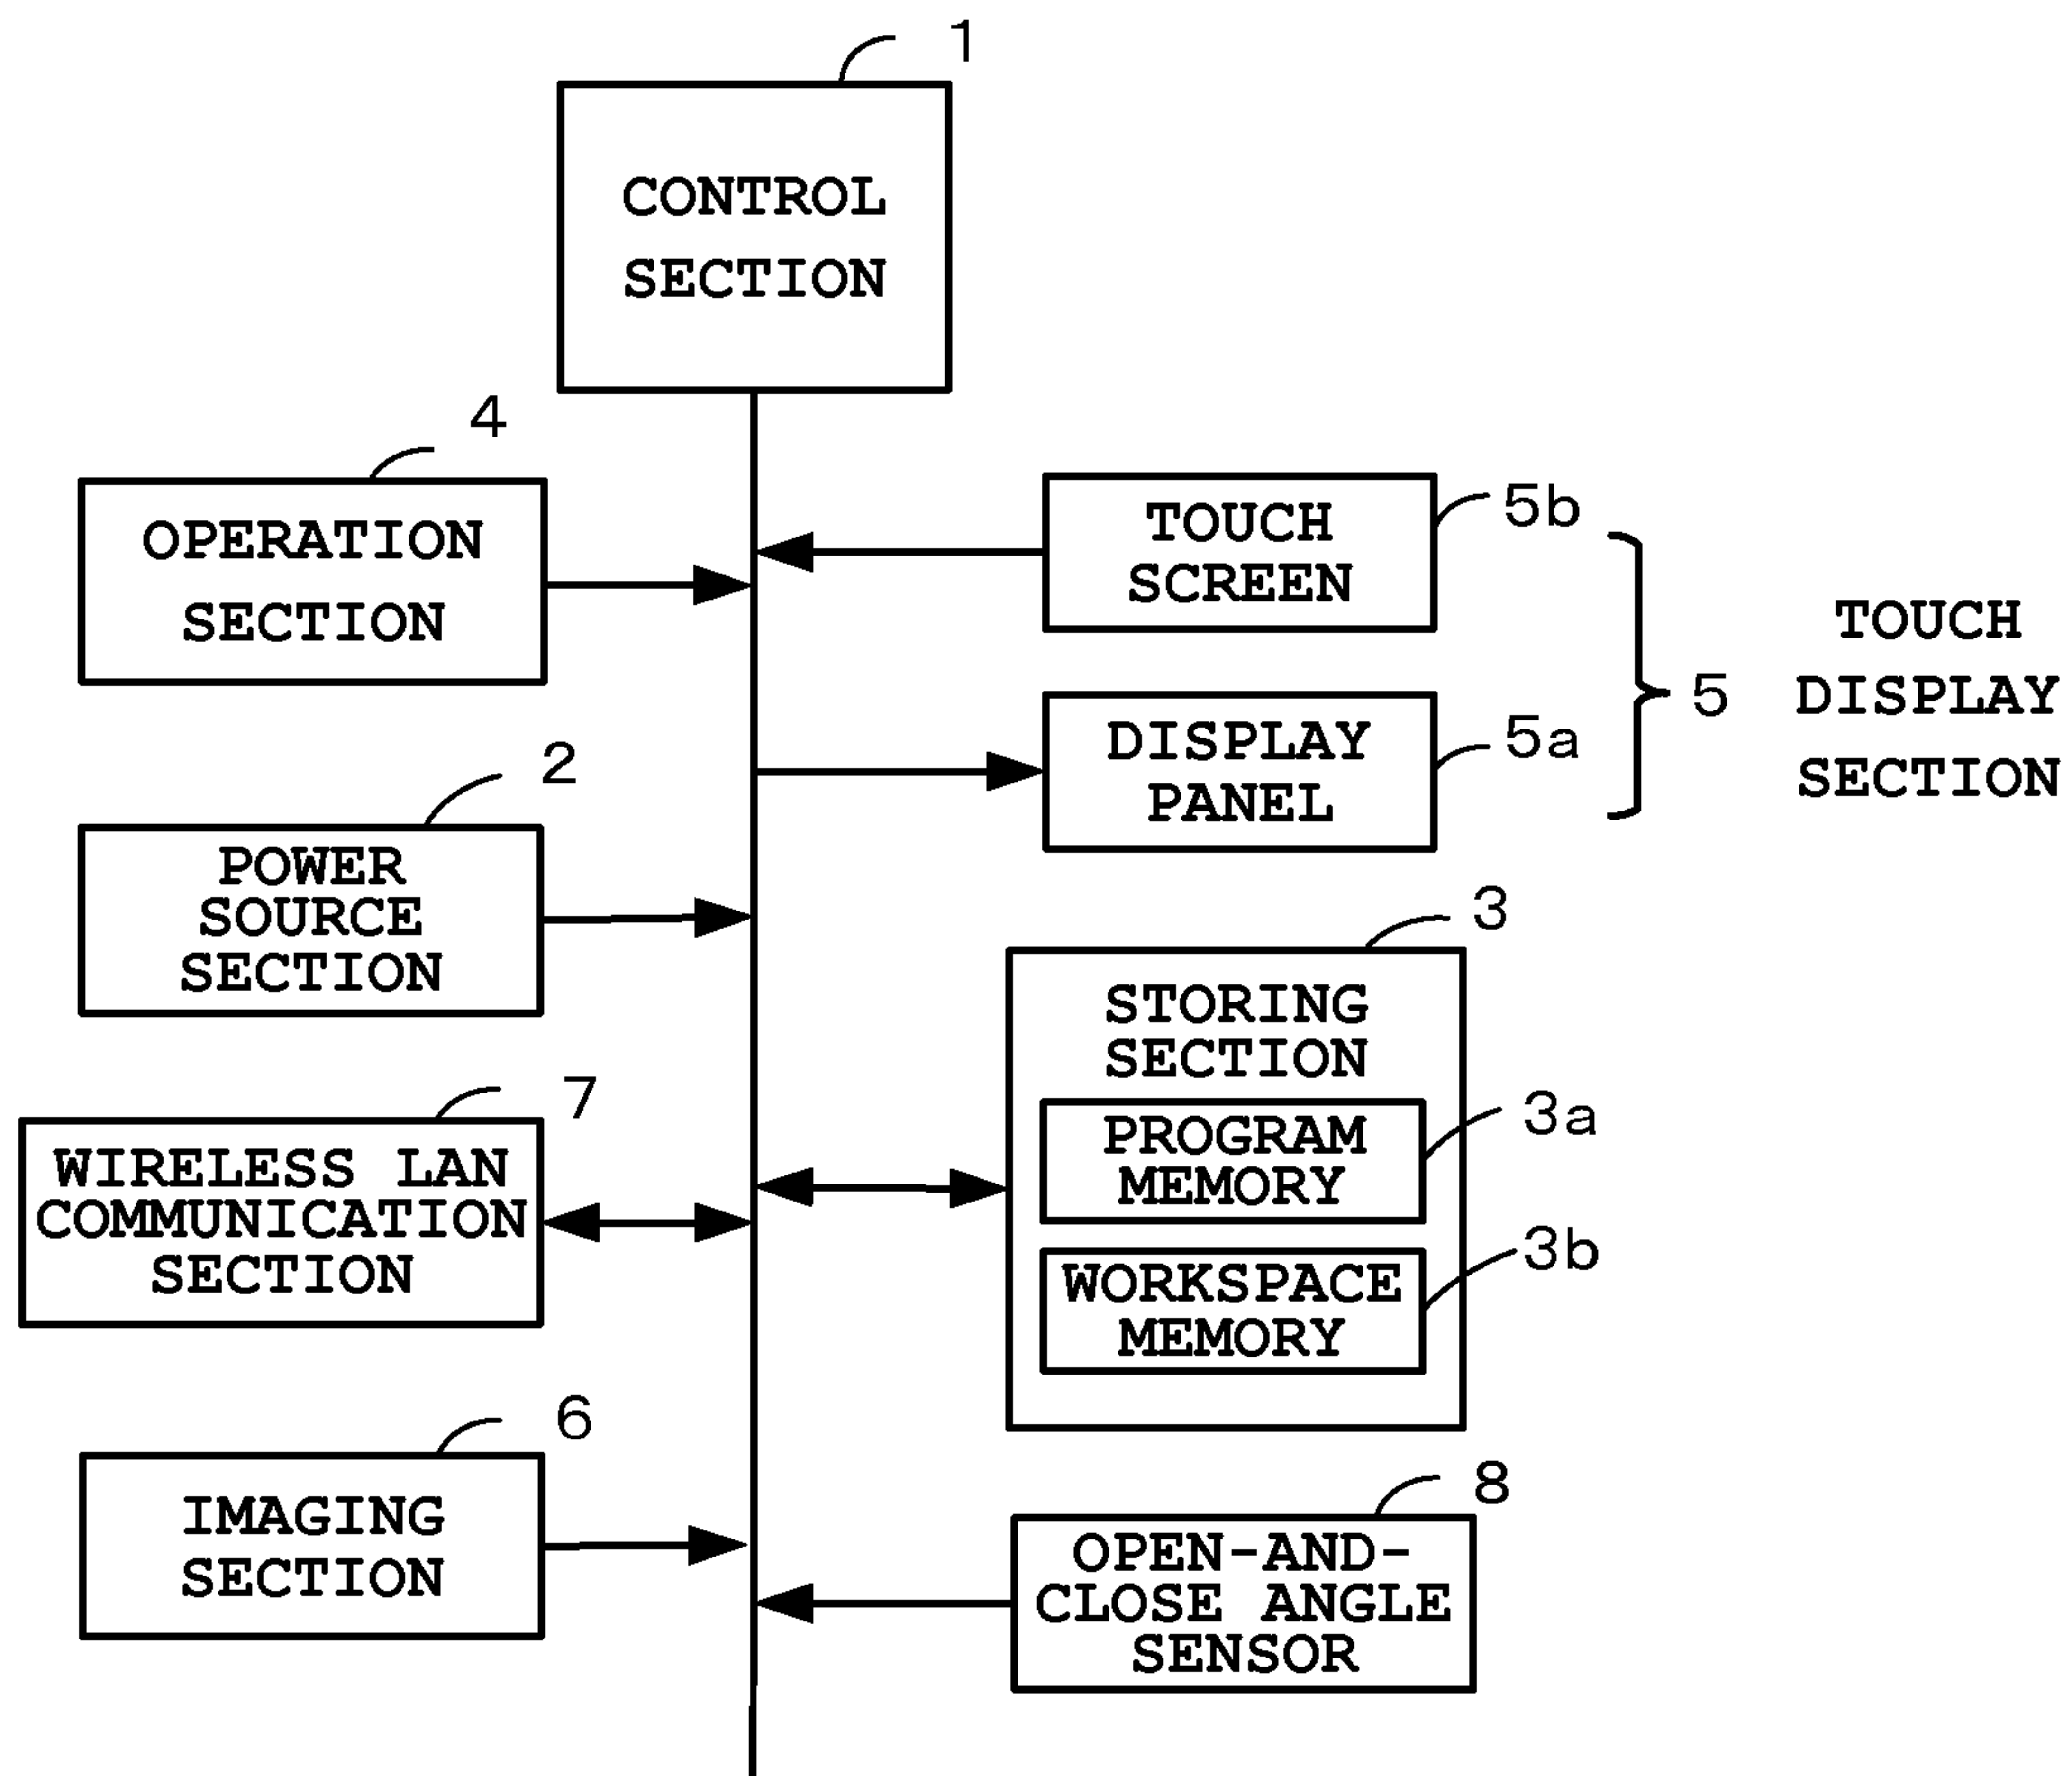 1
CONTROL
SECTION
4
OPERATION
SECTION
5b
TOUCH
SCREEN
5a
DISPLAY
PANEL
5
TOUCH
DISPLAY
SECTION
2
POWER
SOURCE
SECTION
3
STORING
SECTION
3a
PROGRAM
MEMORY
3b
WORKSPACE
MEMORY
7
WIRELESS LAN
COMMUNICATION
SECTION
6
IMAGING
SECTION
8
OPEN-AND-
CLOSE ANGLE
SENSOR